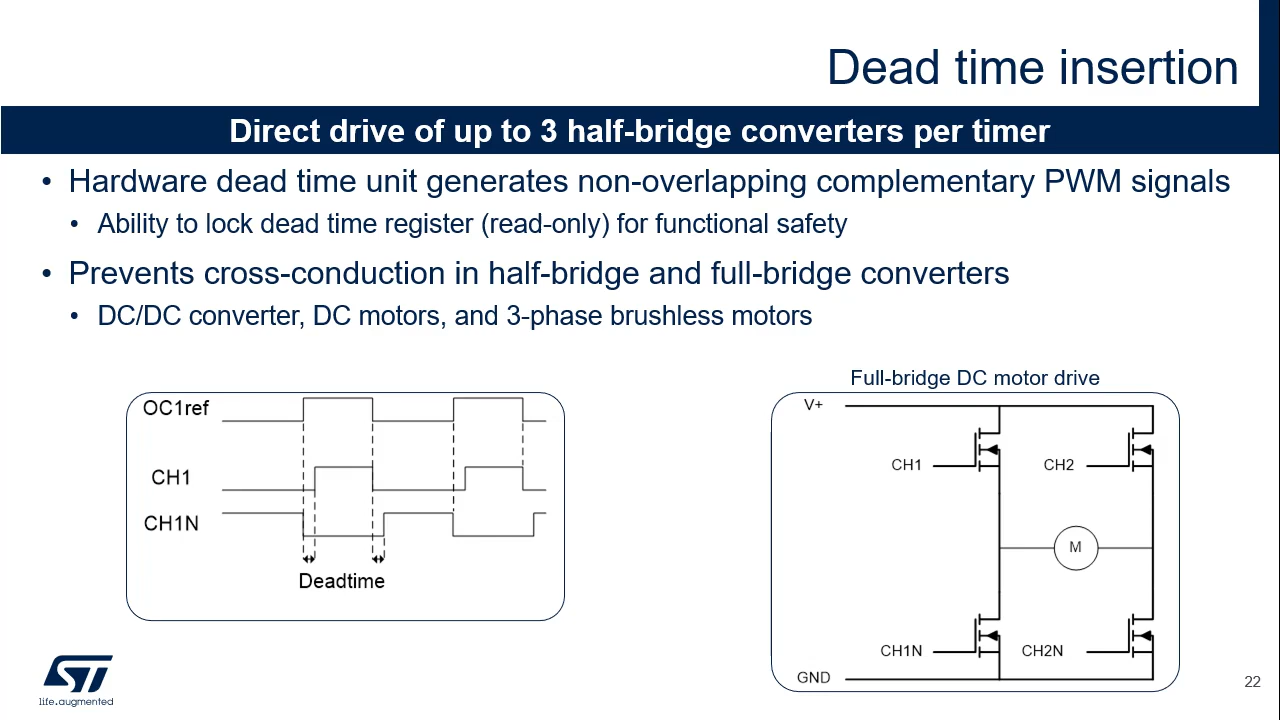 Dead time insertion
Direct drive of up to 3 half-bridge converters per timer
• Hardware dead time unit generates non-overlapping complementary PWM signals
• Ability to lock dead time register (read-only) for functional safety
• Prevents cross-conduction in half-bridge and full-bridge converters
• DC/DC converter, DC motors, and 3-phase brushless motors
OC1ref
CH1
CH1N
Deadtime
Full-bridge DC motor drive
V+
CH1
CH2
M
CH1N
CH2N
GND
ST
life.augmented
22